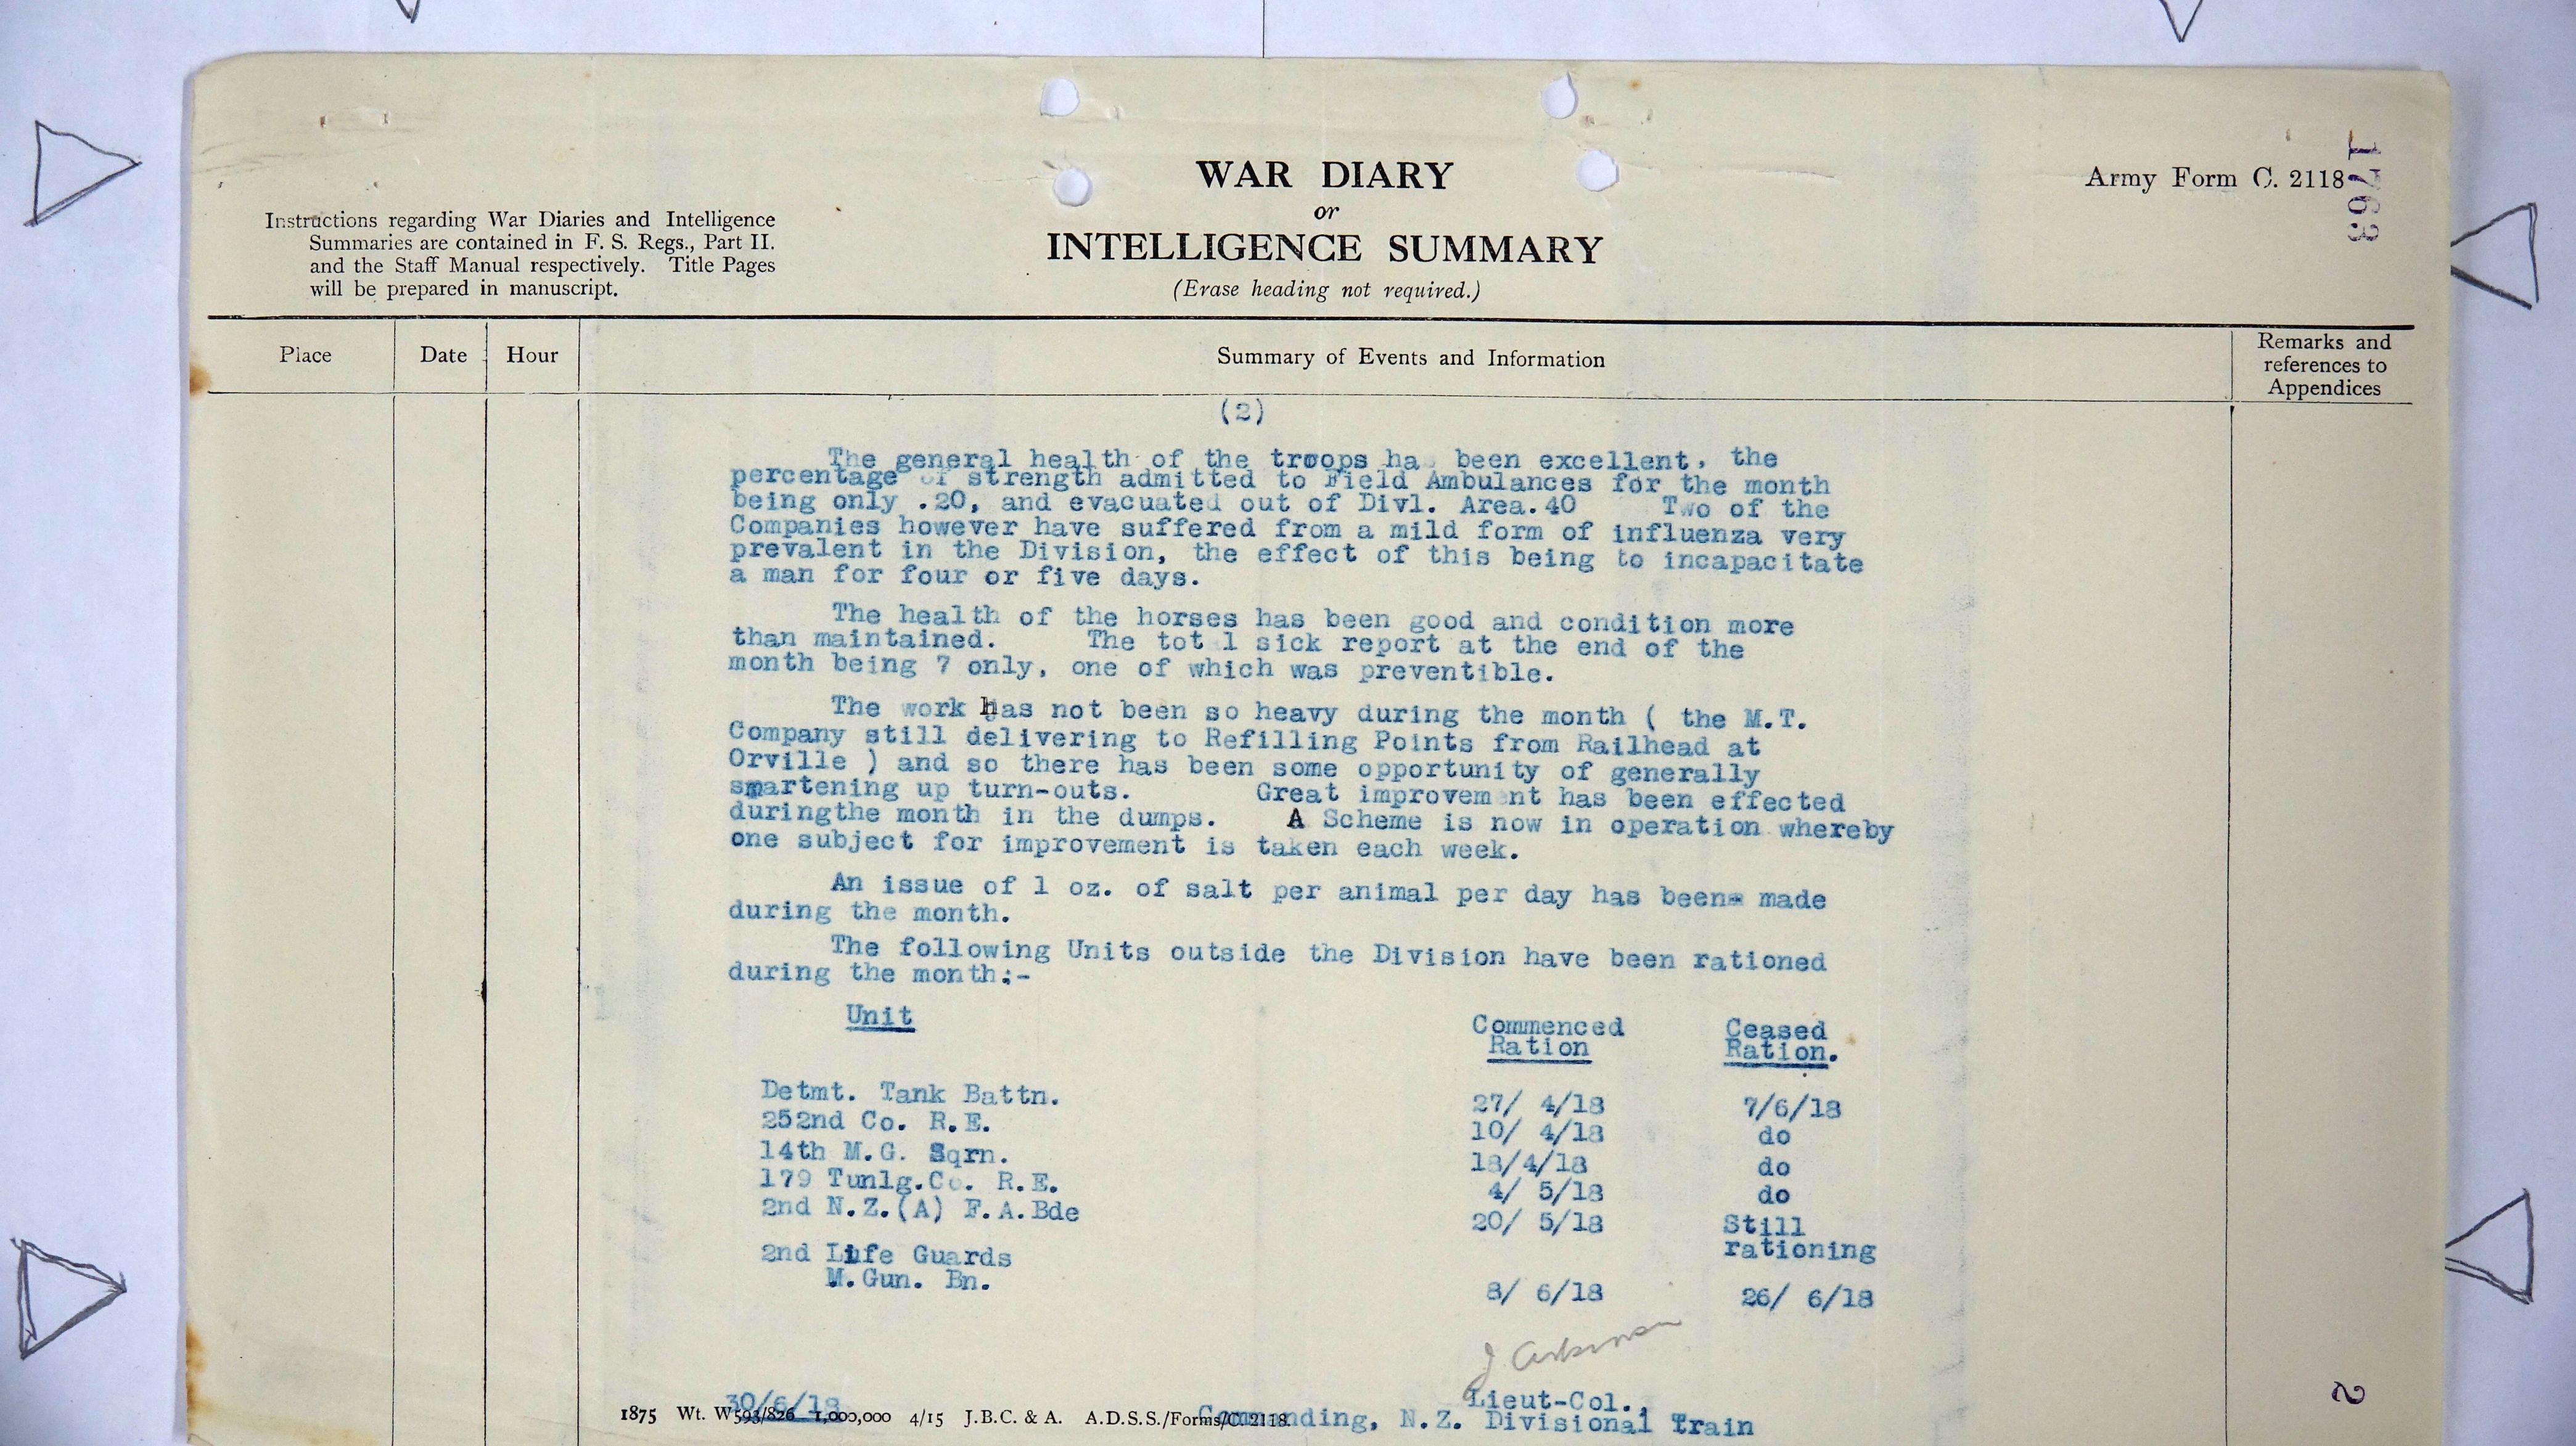 WAR DIARY
or
INTELLIGENCE SUMMARY
(Erase heading not required.)
Army Form C. 2118
1763
Instructions regarding War Diaries and Intelligence
Summaries are contained in F. S. Regs., Part II.
and the Staff Manual respectively. Title Pages
will be prepared in manuscript.
Place Date Hour Summary of Events and Information Remarks and
references to
Appendices
(2)
The general health of the troops ha been excellent, the
percentage of strength admitted to Field Ambulances for the month
being only .20, and evacuated out of Divl. Area.40 Two of the
Companies however have suffered from a mild form of influenza very
prevalent in the Division, the effect of this being to incapacitate
a man for four or five days.
The health of the horses has been good and condition more
than maintained. The tot l sick report at the end of the
month being 7 only, one of which was preventible.
The work has not been so heavy during the month ( the M.T.
Company still delivering to Refilling Points from Railhead at
Orville ) and so there has been some opportunity of generally
smartening up turn-outs. Great improvem nt has been effected
duringthe month in the dumps. A Scheme is now in operation whereby
one subject for improvement is taken each week.
An issue of 1 oz. of salt per animal per day has been- made
during the month.
The following Units outside the Division have been rationed
during the month:-
Unit Commenced Ration Ceased Ration.
Detmt. Tank Battn. 27/ 4/18 7/6/18
252nd Co. R.E. 10/ 4/18 do
14th M.G. Sqrn. 18/4/18 do
179 Tunlg.Co. R.E. 4/ 5/18 do
2nd N.Z.(A) F.A.Bde 20/ 5/18 Still
rationing
2nd Life Guards
M.Gun. Bn. 8/ 6/18 26/ 6/18
30/6/18
Lieut-Col.,
Commanding, N.Z. Divisional Train
1875 Wt. W593/826 1,000,000 4/15 J.B.C. & A. A.D.S.S./Forms/C. 2118.
2